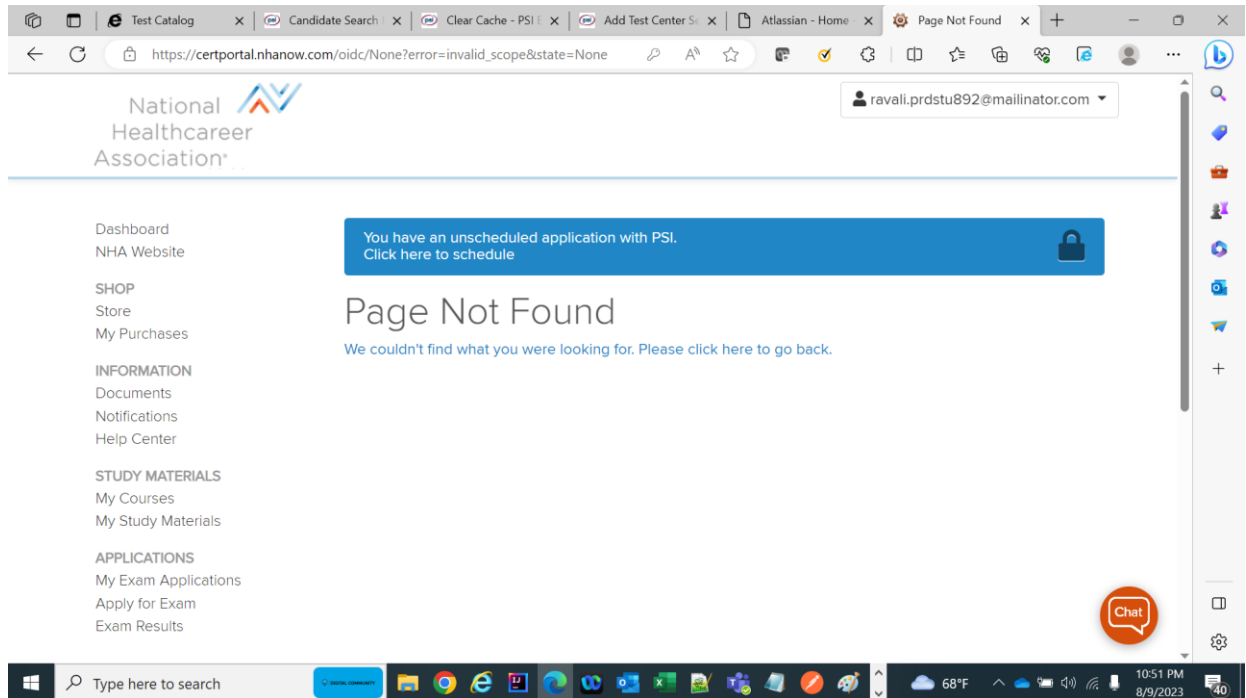 Test Catalog
Candidate Search
Clear Cache - PSI E
Add Test Center Sc
Atlassian - Home
Page Not Found
https://certportal.nhanow.com/oidc/None?error=invalid_scope&state=None
National
Healthcareer
Association
ravali.prdstu892@mailinator.com
Dashboard
NHA Website
SHOP
Store
My Purchases
INFORMATION
Documents
Notifications
Help Center
STUDY MATERIALS
My Courses
My Study Materials
APPLICATIONS
My Exam Applications
Apply for Exam
Exam Results
You have an unscheduled application with PSI.
Click here to schedule
Page Not Found
We couldn't find what you were looking for. Please click here to go back.
Chat
Type here to search
DIGITAL COMMUNITY
68°F
10:51 PM
8/9/2023
40